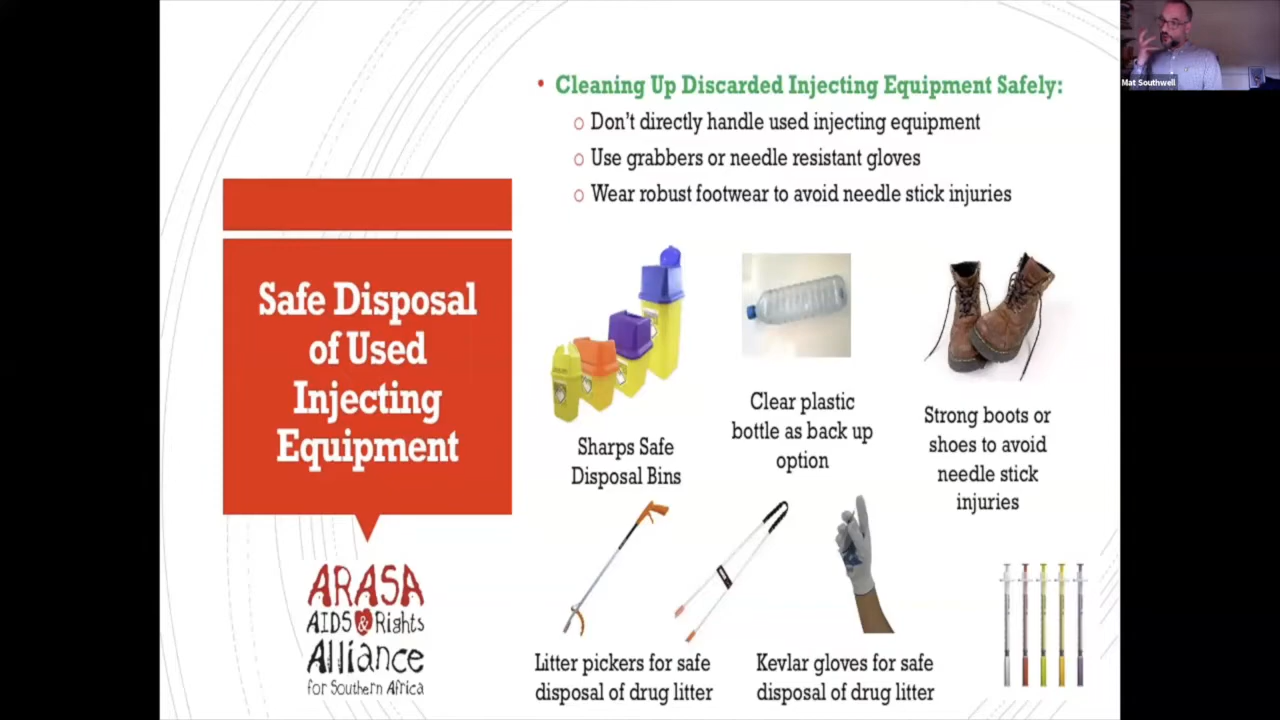 Mat Southwell
Cleaning Up Discarded Injecting Equipment Safely:
Don't directly handle used injecting equipment
Use grabbers or needle resistant gloves
Wear robust footwear to avoid needle stick injuries
Safe Disposal
of Used
Injecting
Equipment
Sharps Safe
Disposal Bins
Clear plastic
bottle as back up
option
Strong boots or
shoes to avoid
needle stick
injuries
Litter pickers for safe
disposal of drug litter
Kevlar gloves for safe
disposal of drug litter
ARASA
AIDS & Rights
Alliance
for Southern Africa